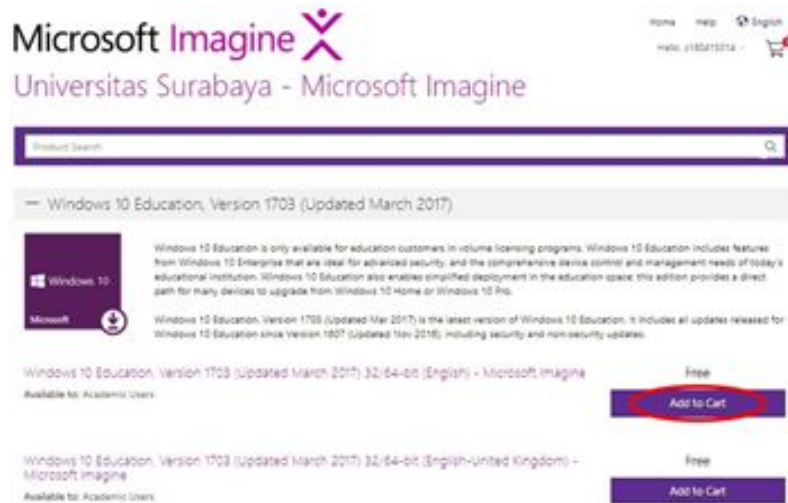 Microsoft Imagine
Home Help English
Hello,
Universitas Surabaya - Microsoft Imagine
Product Search
Windows 10 Education, Version 1703 (Updated March 2017)
Windows 10 Education is only available for education customers in volume licensing programs. Windows 10 Education includes features
from Windows 10 Enterprise that are ideal for advanced security, and the comprehensive device control and management needs of today's
educational institution. Windows 10 Education also enables simplified deployment in the education space; this edition provides a direct
path for many devices to upgrade from Windows 10 Home or Windows 10 Pro.
Windows 10
Microsoft
Windows 10 Education, Version 1703 (Updated Mar 2017) is the latest version of Windows 10 Education. It includes all updates released for
Windows 10 Education since Version 1607 (Updated Nov 2016), including security and non-security updates.
Windows 10 Education, Version 1703 (Updated March 2017) 32/64-bit (English) - Microsoft Imagine
Free
Available to: Academic Users
Add to Cart
Windows 10 Education, Version 1703 (Updated March 2017) 32/64-bit (English-United Kingdom) -
Microsoft Imagine
Free
Available to: Academic Users
Add to Cart